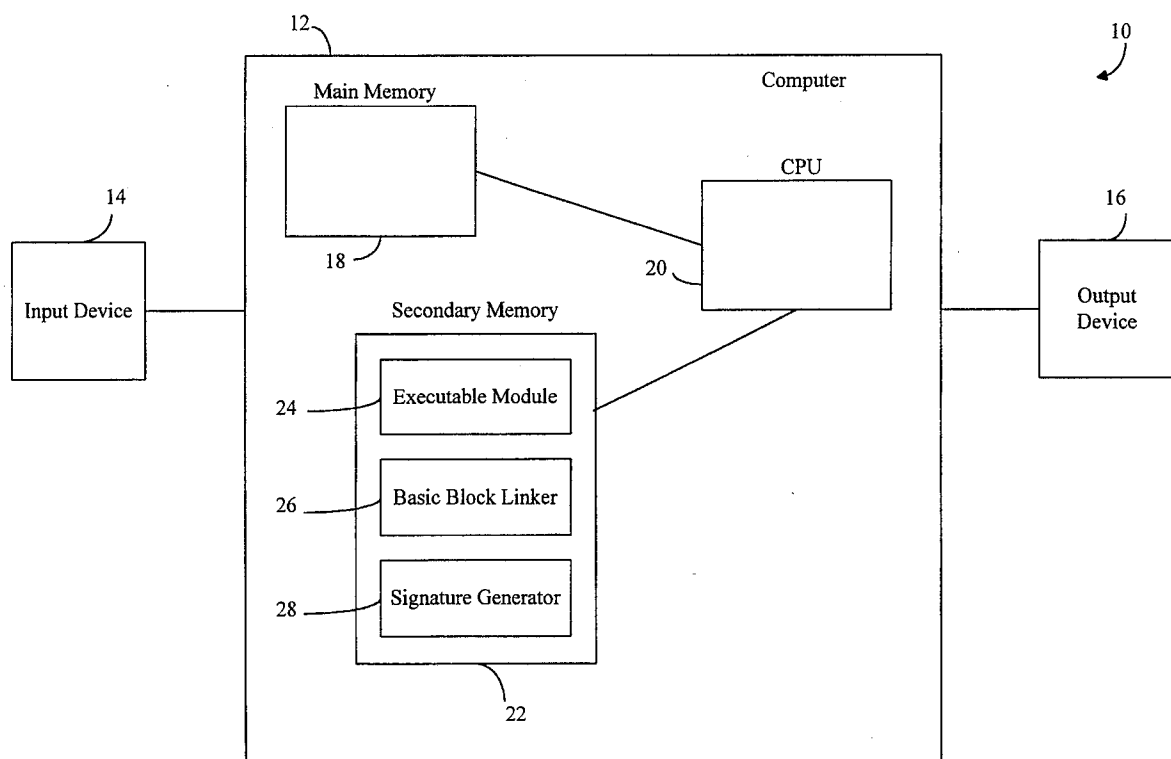 12
10
Computer
Main Memory
CPU
14
16
18
20
Input Device
Output
Device
Secondary Memory
24
Executable Module
26
Basic Block Linker
28
Signature Generator
22